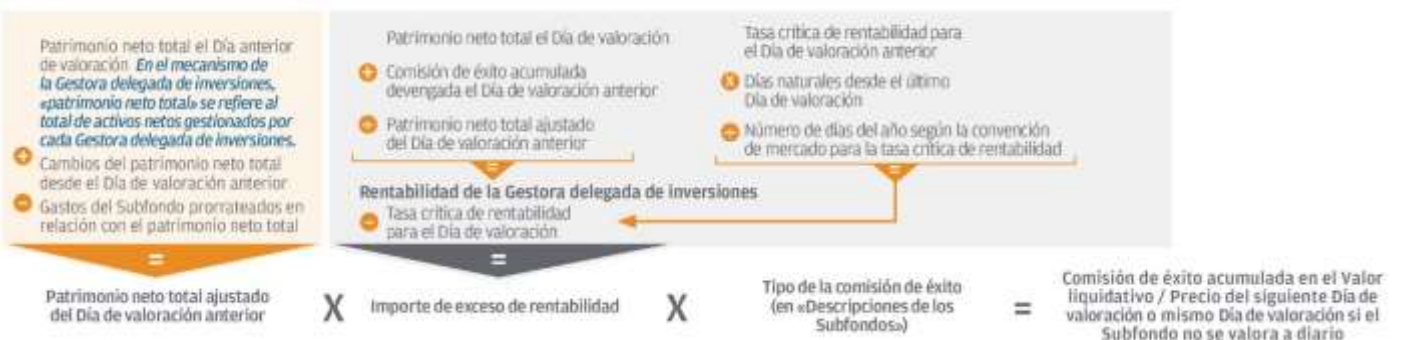 Patrimonio neto total el Día anterior
de valoración En el mecanismo de
la Gestora delegada de inversiones,
«patrimonio neto total» se refiere al
total de activos netos gestionados por
cada Gestora delegada de inversiones.
+ Cambios del patrimonio neto total
desde el Día de valoración anterior
− Gastos del Subfondo prorrateados en
relación con el patrimonio neto total
=
Patrimonio neto total ajustado
del Día de valoración anterior
X
Patrimonio neto total el Día de valoración
+ Comisión de éxito acumulada
devengada el Día de valoración anterior
÷ Patrimonio neto total ajustado
del Día de valoración anterior
=
Rentabilidad de la Gestora delegada de inversiones
− Tasa crítica de rentabilidad
para el Día de valoración
=
Importe de exceso de rentabilidad
Tasa crítica de rentabilidad para
el Día de valoración anterior
X Días naturales desde el último
Día de valoración
÷ Número de días del año según la convención
de mercado para la tasa crítica de rentabilidad
=
X
Tipo de la comisión de éxito
(en «Descripciones de los
Subfondos»)
=
Comisión de éxito acumulada en el Valor
liquidativo / Precio del siguiente Día de
valoración o mismo Día de valoración si el
Subfondo no se valora a diario